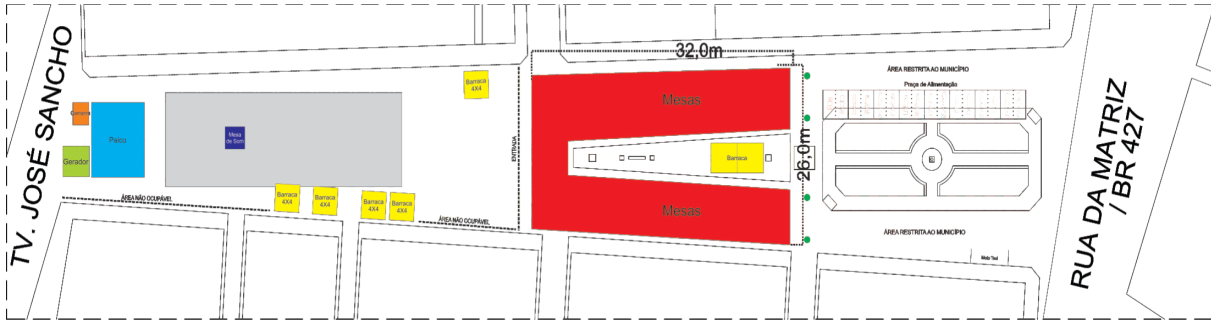 TV. JOSÉ SANCHO
Camarim
Palco
Gerador
Mesa
de Som
Barraca
4X4
ÁREA NÃO OCUPÁVEL
Barraca
4X4
Barraca
4X4
Barraca
4X4
Barraca
4X4
ÁREA NÃO OCUPÁVEL
ENTRADA
32,0m
Mesas
Barraca
26,0m
Mesas
ÁREA RESTRITA AO MUNICÍPIO
Praça de Alimentação
ÁREA RESTRITA AO MUNICÍPIO
Moto Taxi
RUA DA MATRIZ
/ BR 427